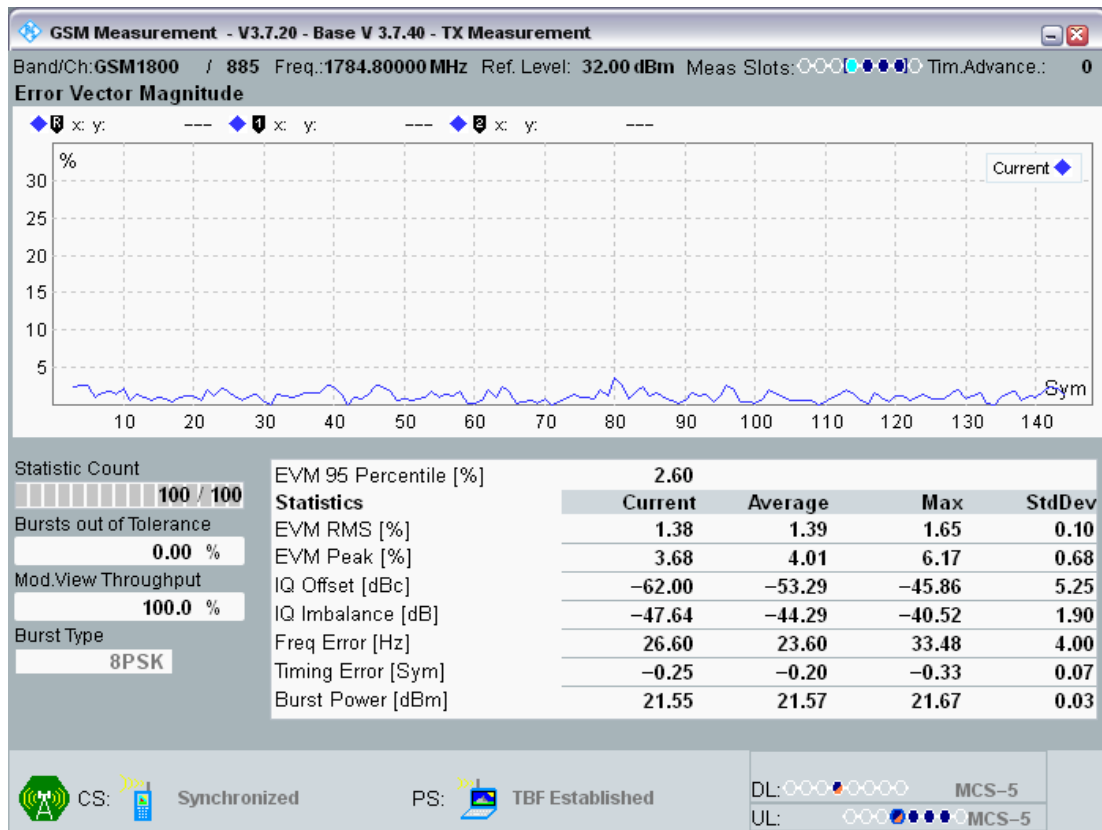 GSM Measurement - V3.7.20 - Base V 3.7.40 - TX Measurement
Band/Ch:GSM1800 / 885 Freq.:1784.80000 MHz Ref. Level: 32.00 dBm Meas Slots: Tim.Advance.: 0
Error Vector Magnitude
R x: y: --- 1 x: y: --- 2 x: y: ---
%
Current
30
25
20
15
10
5
Sym
10 20 30 40 50 60 70 80 90 100 110 120 130 140
Statistic Count
100 / 100
Bursts out of Tolerance
0.00 %
Mod.View Throughput
100.0 %
Burst Type
8PSK
EVM 95 Percentile [%] 2.60
Statistics Current Average Max StdDev
EVM RMS [%] 1.38 1.39 1.65 0.10
EVM Peak [%] 3.68 4.01 6.17 0.68
IQ Offset [dBc] −62.00 −53.29 −45.86 5.25
IQ Imbalance [dB] −47.64 −44.29 −40.52 1.90
Freq Error [Hz] 26.60 23.60 33.48 4.00
Timing Error [Sym] −0.25 −0.20 −0.33 0.07
Burst Power [dBm] 21.55 21.57 21.67 0.03
CS: Synchronized PS: TBF Established
DL: MCS−5
UL: MCS−5